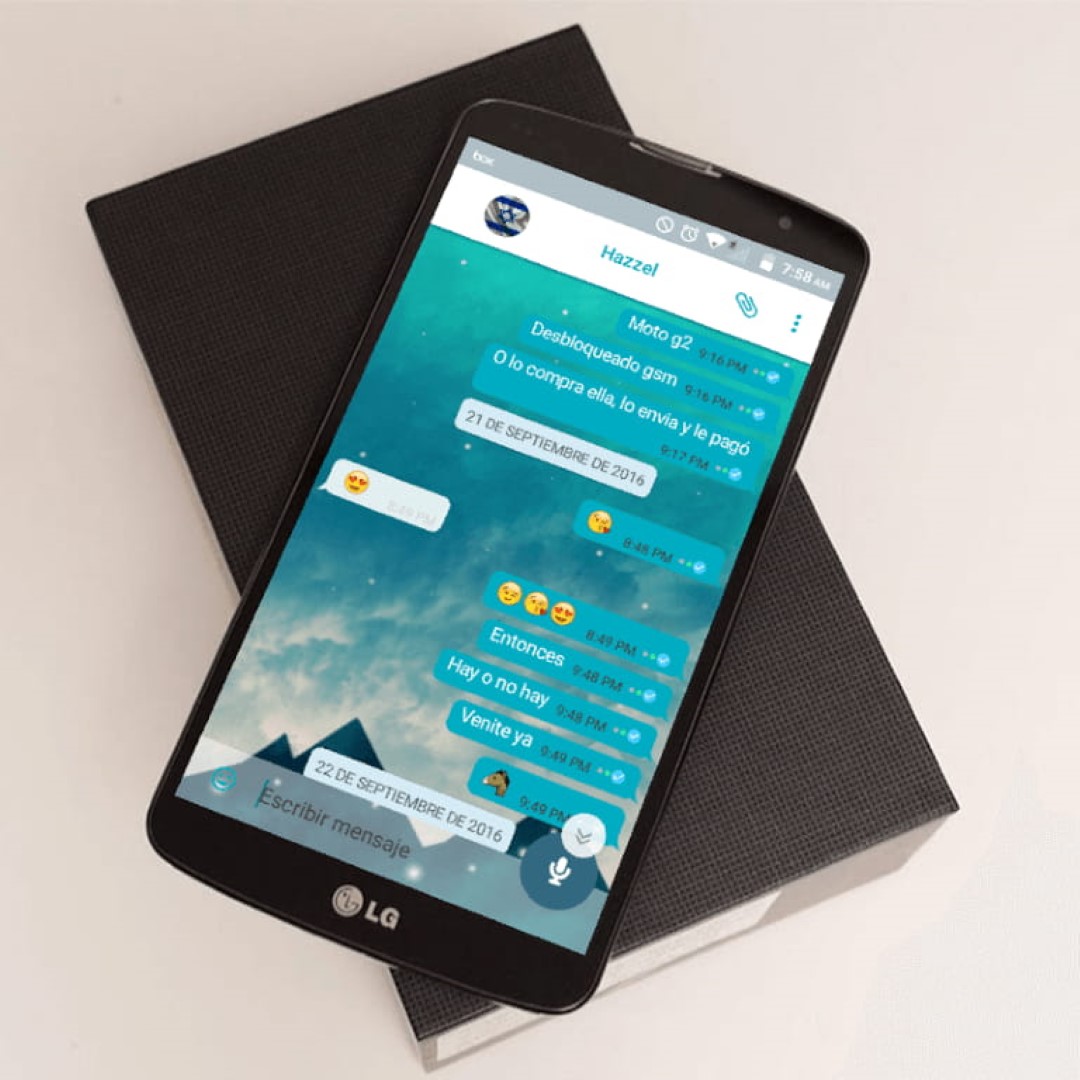 box
7:58 AM
Hazzel
Moto g2 9:16 PM
Desbloqueado gsm 9:16 PM
O lo compra ella, lo envia y le pagó
9:17 PM
21 DE SEPTIEMBRE DE 2016
8:48 PM
8:49 PM
8:49 PM
Entonces 9:48 PM
Hay o no hay 9:48 PM
Venite ya 9:49 PM
9:49 PM
22 DE SEPTIEMBRE DE 2016
Escribir mensaje
LG